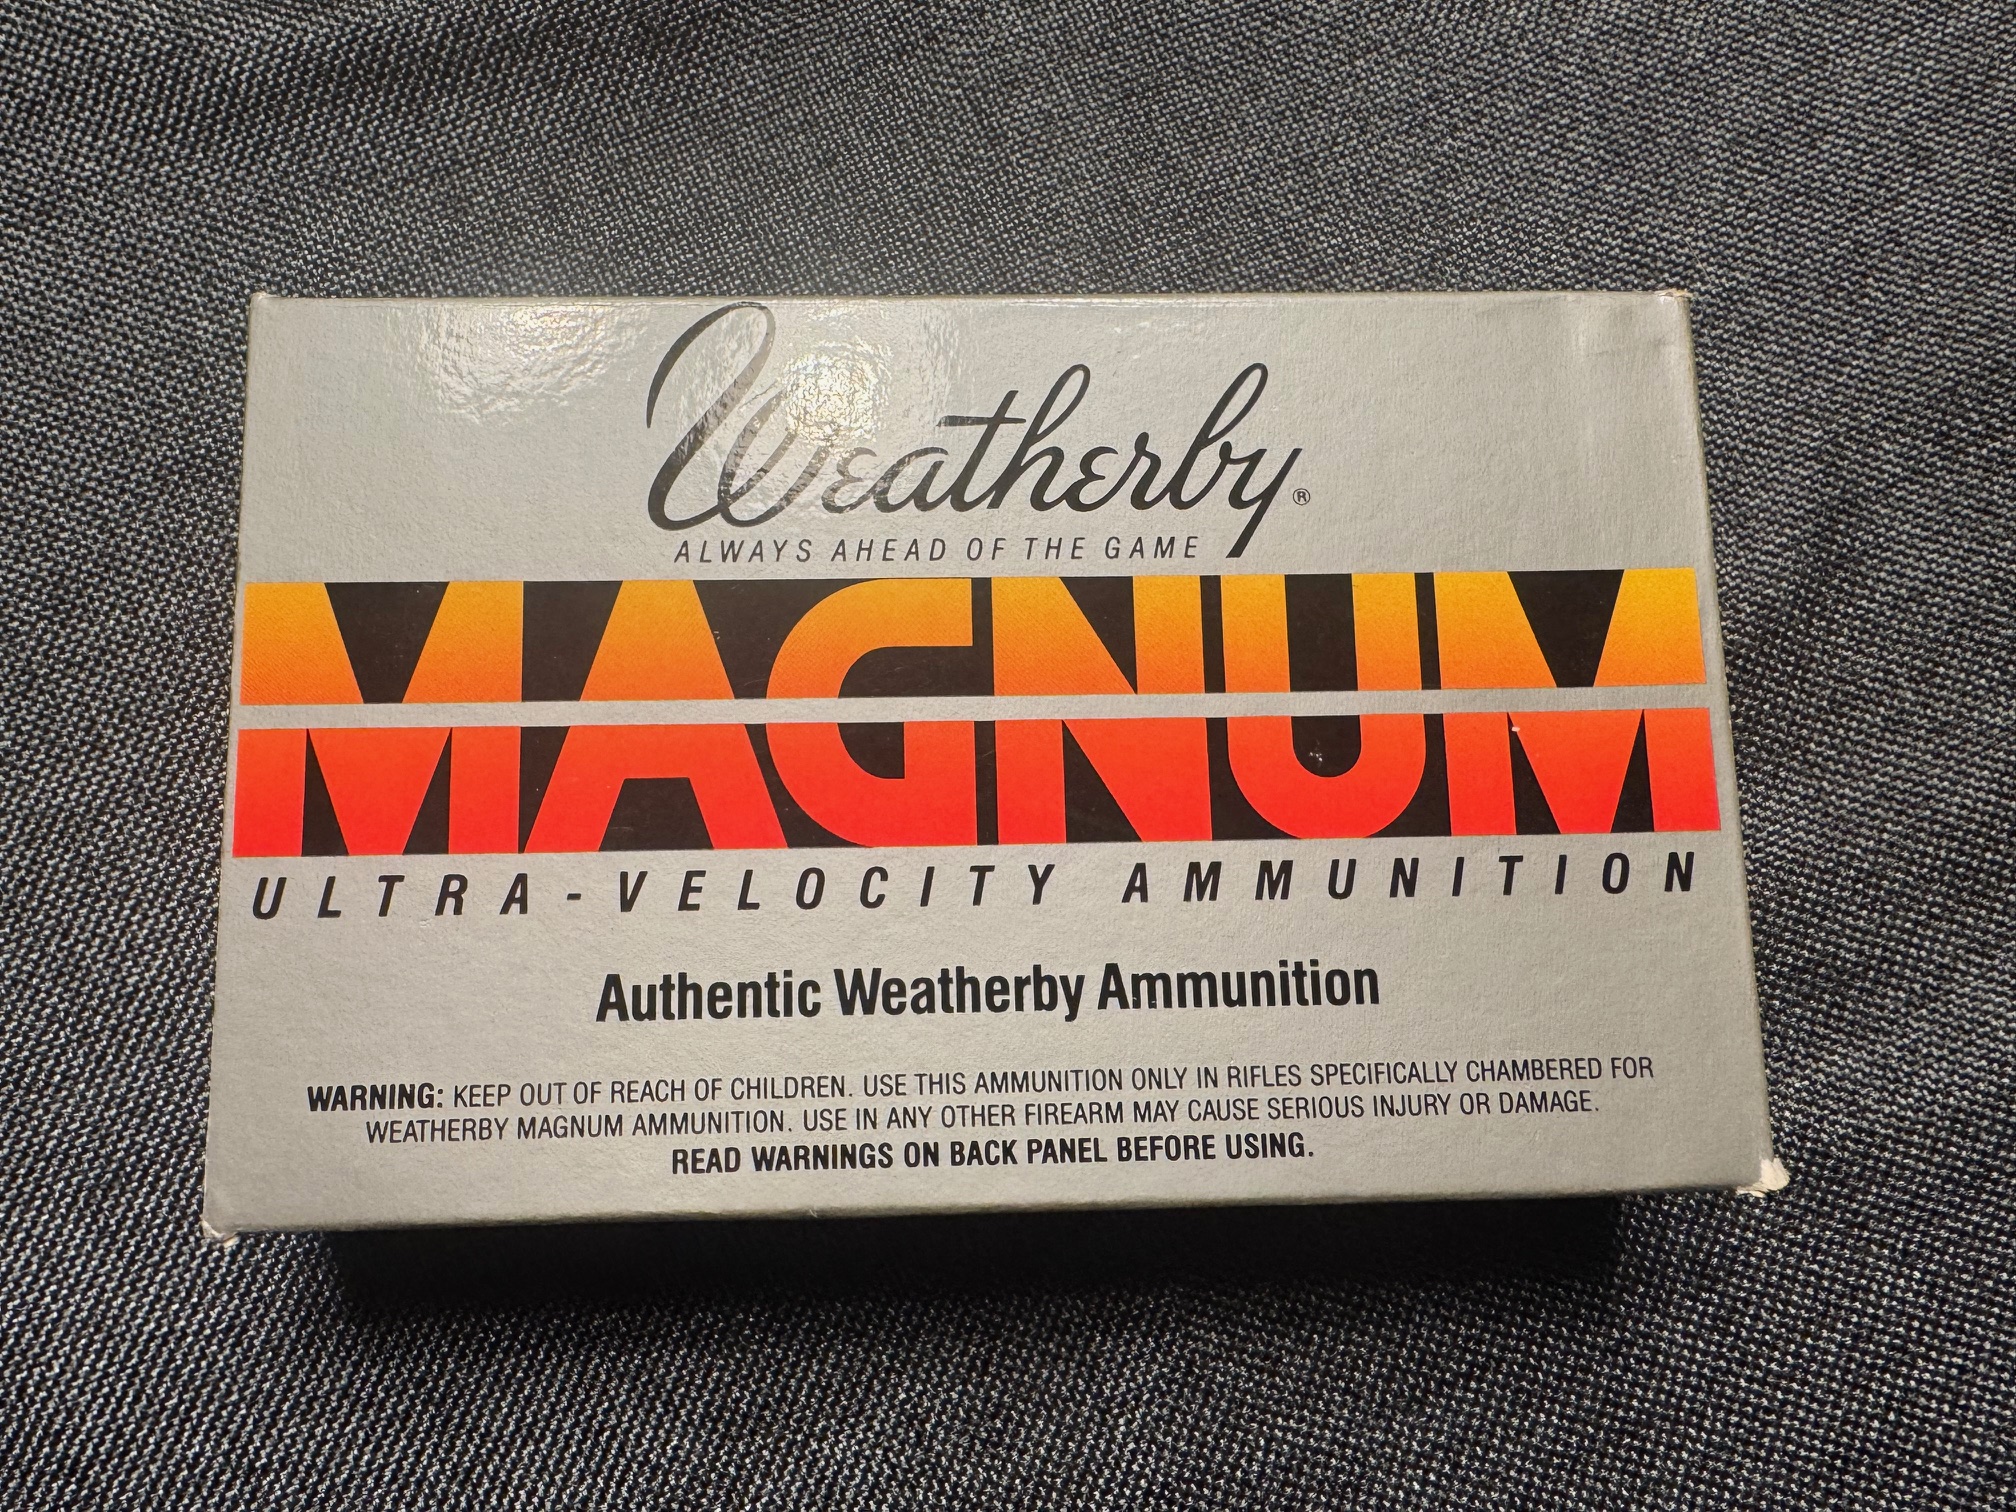 Weatherby®
ALWAYS AHEAD OF THE GAME
MAGNUM
ULTRA-VELOCITY AMMUNITION
Authentic Weatherby Ammunition
WARNING: KEEP OUT OF REACH OF CHILDREN. USE THIS AMMUNITION ONLY IN RIFLES SPECIFICALLY CHAMBERED FOR
WEATHERBY MAGNUM AMMUNITION. USE IN ANY OTHER FIREARM MAY CAUSE SERIOUS INJURY OR DAMAGE.
READ WARNINGS ON BACK PANEL BEFORE USING.